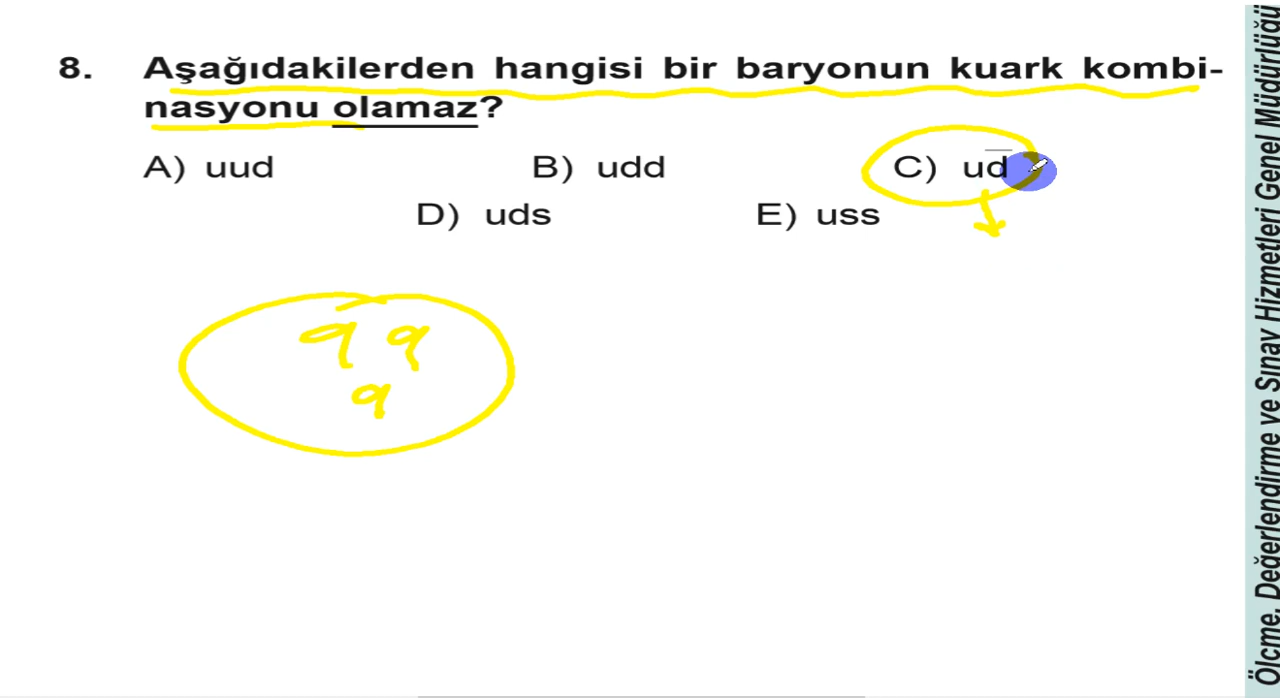 8. Aşağıdakilerden hangisi bir baryonun kuark kombi-
nasyonu olamaz?
A) uud B) udd C) ud̅
D) uds E) uss
q q
q
Ölçme, Değerlendirme ve Sınav Hizmetleri Genel Müdürlüğü